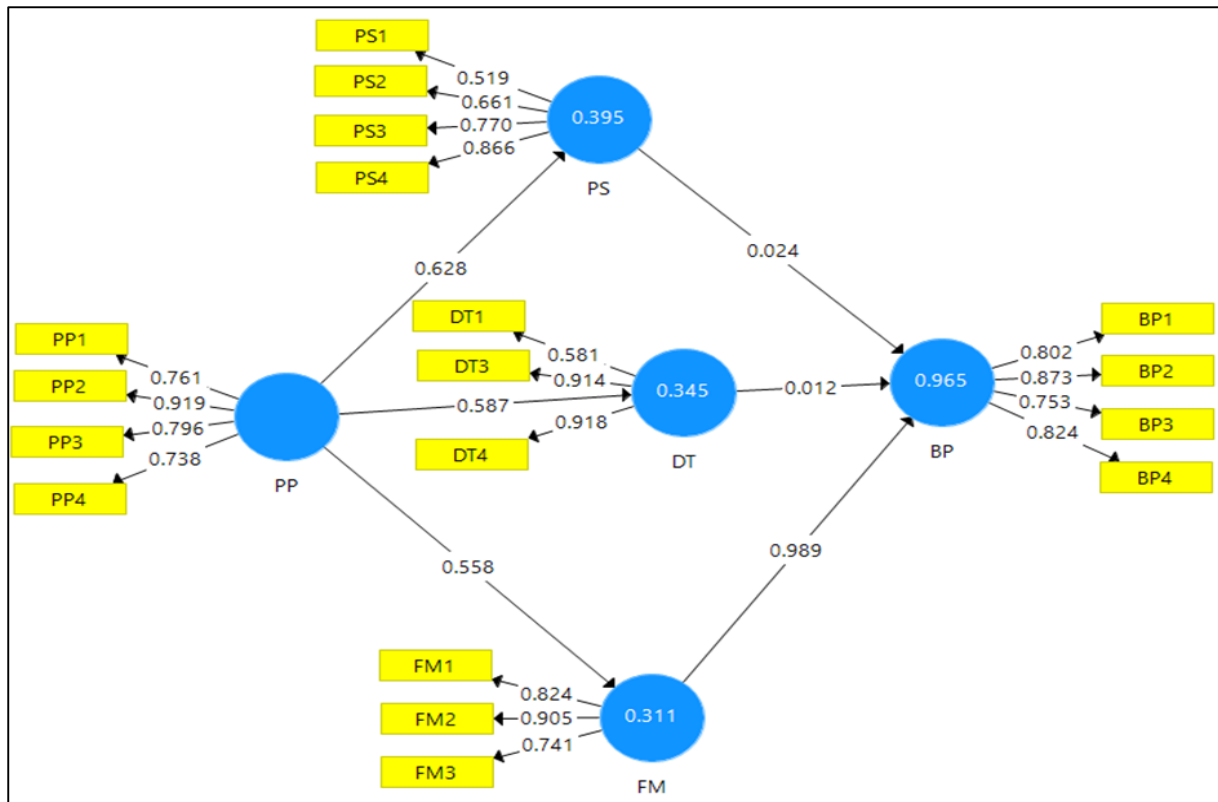 PS1
PS2
PS3
PS4
0.519
0.661
0.770
0.866
0.395
PS
0.628
0.024
PP1
PP2
PP3
PP4
0.761
0.919
0.796
0.738
PP
0.587
DT1
DT3
DT4
0.581
0.914
0.918
0.345
DT
0.012
0.965
BP
0.802
0.873
0.753
0.824
BP1
BP2
BP3
BP4
0.558
0.989
FM1
FM2
FM3
0.824
0.905
0.741
0.311
FM